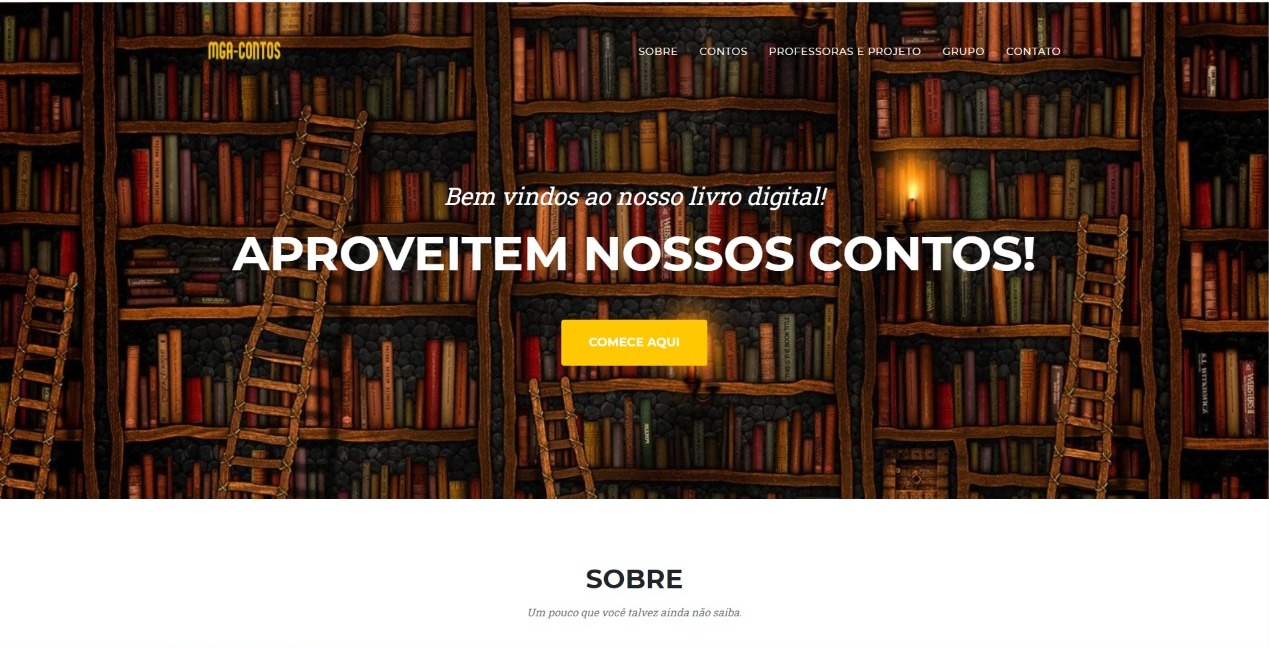 MGA-CONTOS
SOBRE CONTOS PROFESSORAS E PROJETO GRUPO CONTATO
Bem vindos ao nosso livro digital!
APROVEITEM NOSSOS CONTOS!
COMECE AQUI
SOBRE
Um pouco que você talvez ainda não saiba.